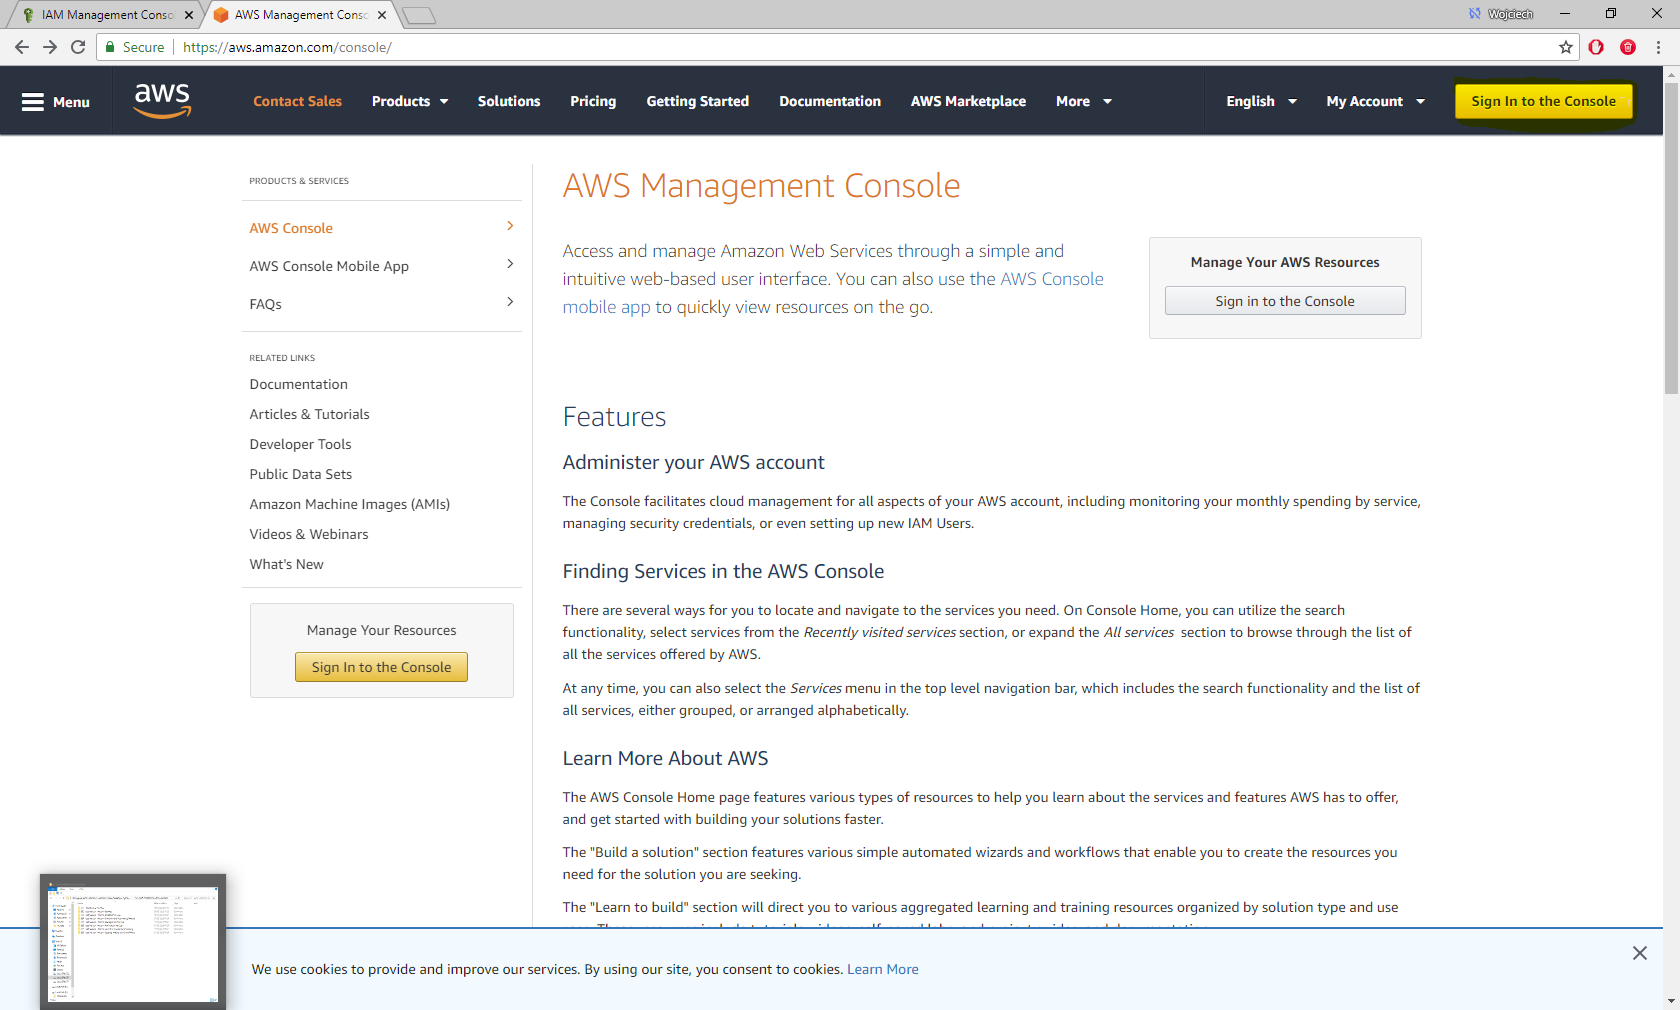 IAM Management Conso
AWS Management Conso
Wojciech
Secure
https://aws.amazon.com/console/
Menu
aws
Contact Sales
Products
Solutions
Pricing
Getting Started
Documentation
AWS Marketplace
More
English
My Account
Sign In to the Console
PRODUCTS & SERVICES
AWS Console
AWS Console Mobile App
FAQs
RELATED LINKS
Documentation
Articles & Tutorials
Developer Tools
Public Data Sets
Amazon Machine Images (AMIs)
Videos & Webinars
What's New
Manage Your Resources
Sign In to the Console
AWS Management Console
Access and manage Amazon Web Services through a simple and
intuitive web-based user interface. You can also use the AWS Console
mobile app to quickly view resources on the go.
Manage Your AWS Resources
Sign in to the Console
Features
Administer your AWS account
The Console facilitates cloud management for all aspects of your AWS account, including monitoring your monthly spending by service,
managing security credentials, or even setting up new IAM Users.
Finding Services in the AWS Console
There are several ways for you to locate and navigate to the services you need. On Console Home, you can utilize the search
functionality, select services from the Recently visited services section, or expand the All services section to browse through the list of
all the services offered by AWS.
At any time, you can also select the Services menu in the top level navigation bar, which includes the search functionality and the list of
all services, either grouped, or arranged alphabetically.
Learn More About AWS
The AWS Console Home page features various types of resources to help you learn about the services and features AWS has to offer,
and get started with building your solutions faster.
The "Build a solution" section features various simple automated wizards and workflows that enable you to create the resources you
need for the solution you are seeking.
The "Learn to build" section will direct you to various aggregated learning and training resources organized by solution type and use
We use cookies to provide and improve our services. By using our site, you consent to cookies. Learn More